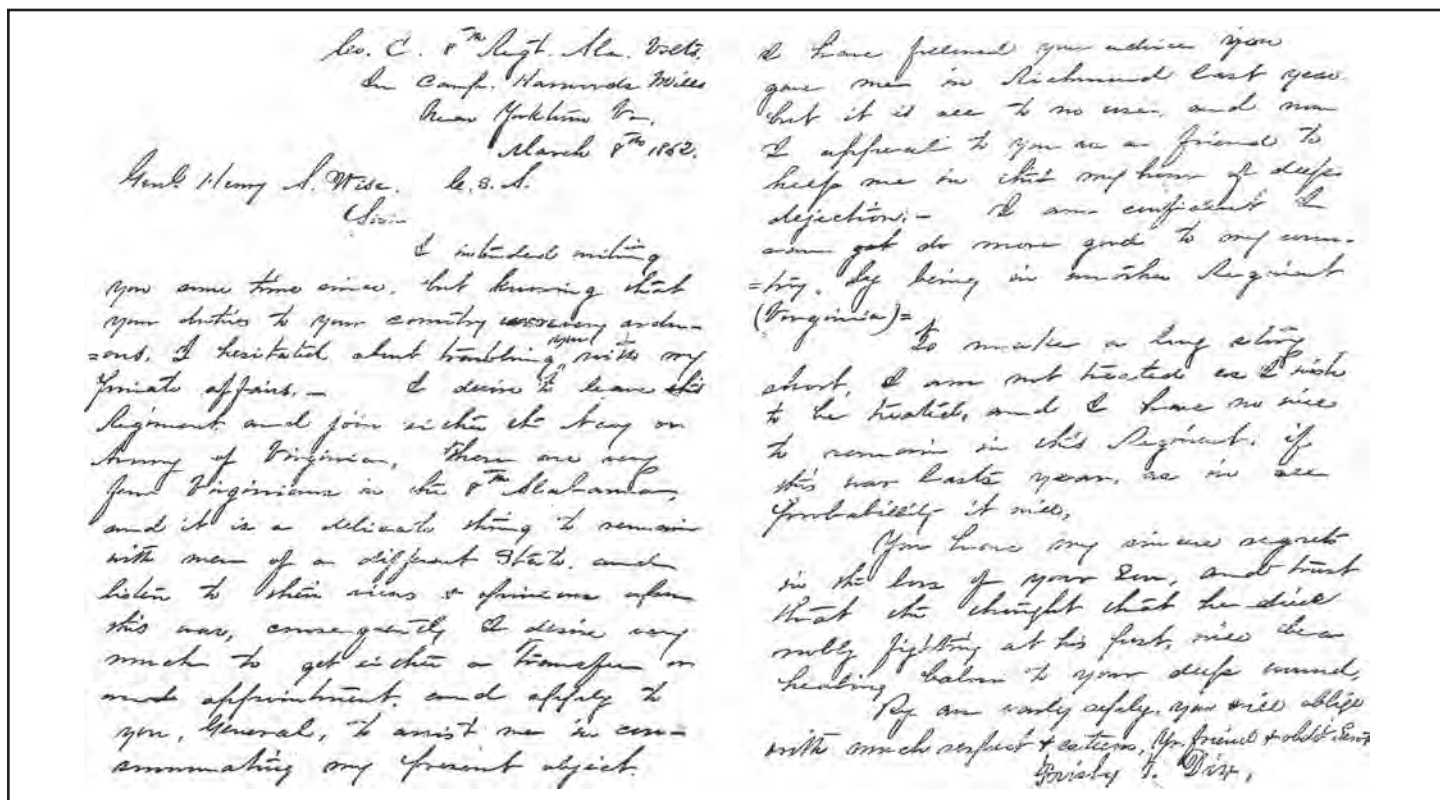 Co. C. 8th Regt. Ala. Volts.
In Camp. Harwoods Mills
Near Yorktown Va,
March 8th 1862.
Genl. Henry A. Wise. C. S. A.
Sir:-
I intended writing
you some time since, but knowing that
your duties to your country very ardu-
=ous, I hesitated about troubling you with my
private affairs.- I desire to leave this
Regiment and join either the Navy or
Army of Virginia, There are very
few Virginians in the 8th Alabama,
and it is a delicate thing to remain
with men of a different State, and
listen to their views & opinions upon
this war, consequently I desire very
much to get either a transfer or
appointment, and apply to
you, General, to assist me in con-
summating my present object.
I have followed your advice you
gave me in Richmond last year
but it is all to no use, and now
I appeal to you as a friend to
help me in this my hour of deep
dejection.- I am confident I
can do more good to my coun-
=try, by being in another Regiment
(Virginia)=
To make a long story
short, I am not treated as I wish
to be treated, and I have no
to remain in this Regiment, if
this war lasts years, as in all
probability it will,
You have my sincere regrets
in the loss of your Son, and trust
that the thought that he died
nobly fighting at his post, will be a
healing balm to your deep wound,
By an early reply, you will oblige
with much respect & esteem, Yr. friend & obdt Servt
Frisby T. Dix,